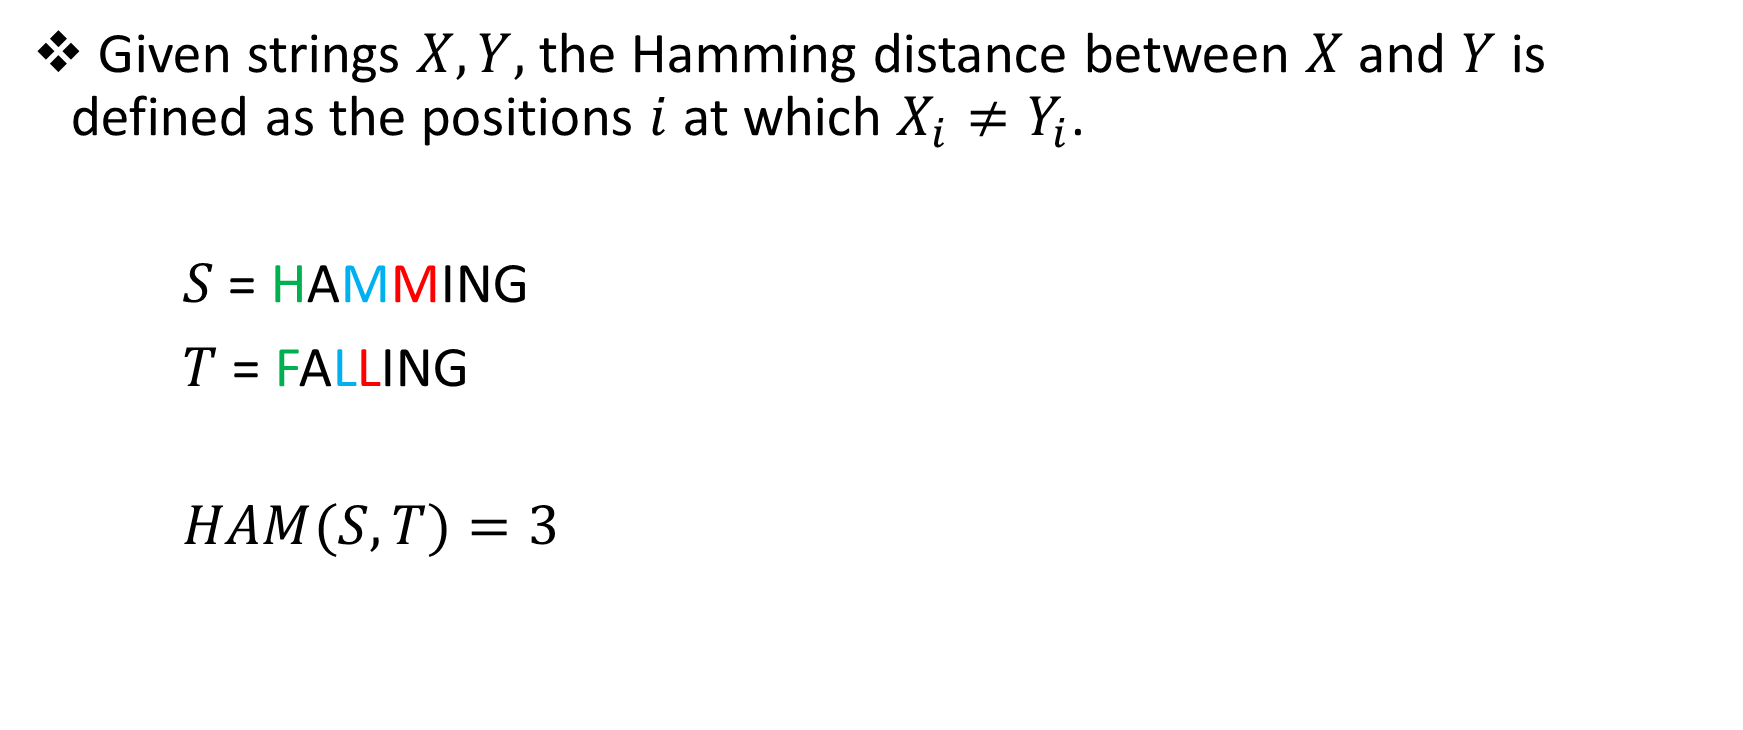 ❖ Given strings X, Y, the Hamming distance between X and Y is
defined as the positions i at which Xᵢ ≠ Yᵢ.
S = HAMMING
T = FALLING
HAM(S, T) = 3